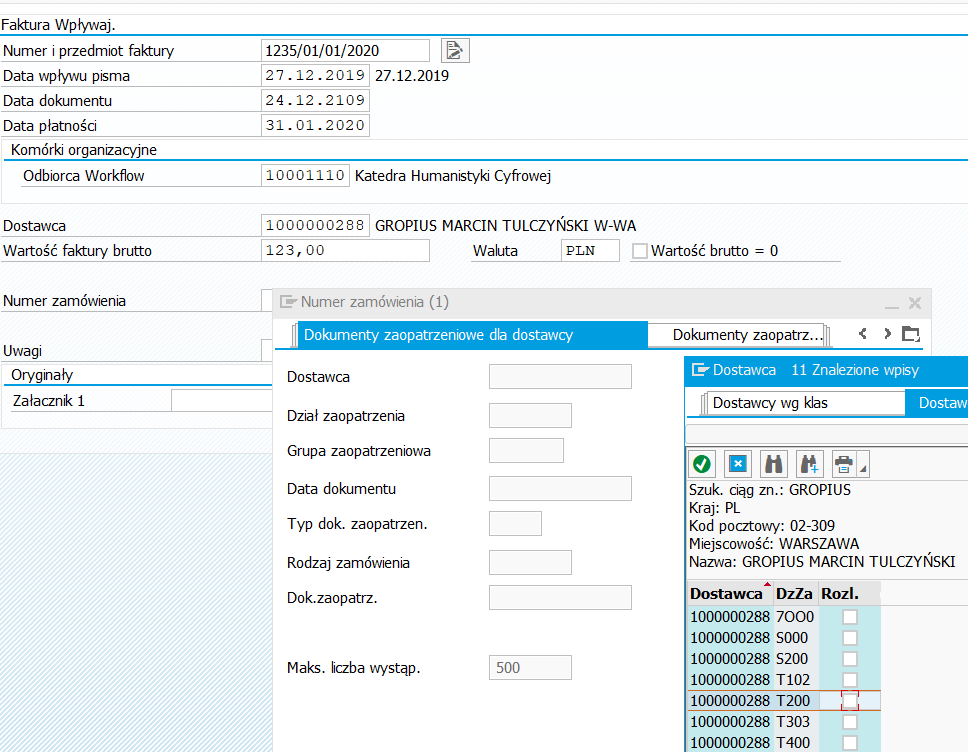 Faktura Wpływaj.
Numer i przedmiot faktury 1235/01/01/2020
Data wpływu pisma 27.12.2019 27.12.2019
Data dokumentu 24.12.2109
Data płatności 31.01.2020
Komórki organizacyjne
Odbiorca Workflow 10001110 Katedra Humanistyki Cyfrowej
Dostawca 1000000288 GROPIUS MARCIN TULCZYŃSKI W-WA
Wartość faktury brutto 123,00 Waluta PLN Wartość brutto = 0
Numer zamówienia
Uwagi
Oryginały
Załacznik 1
Numer zamówienia (1)
Dokumenty zaopatrzeniowe dla dostawcy Dokumenty zaopatrz...
Dostawca
Dział zaopatrzenia
Grupa zaopatrzeniowa
Data dokumentu
Typ dok. zaopatrzen.
Rodzaj zamówienia
Dok.zaopatrz.
Maks. liczba wystąp. 500
Dostawca 11 Znalezione wpisy
Dostawcy wg klas Dostaw
Szuk. ciąg zn.: GROPIUS
Kraj: PL
Kod pocztowy: 02-309
Miejscowość: WARSZAWA
Nazwa: GROPIUS MARCIN TULCZYŃSKI
Dostawca DzZa Rozl.
1000000288 7OO0
1000000288 S000
1000000288 S200
1000000288 T102
1000000288 T200
1000000288 T303
1000000288 T400